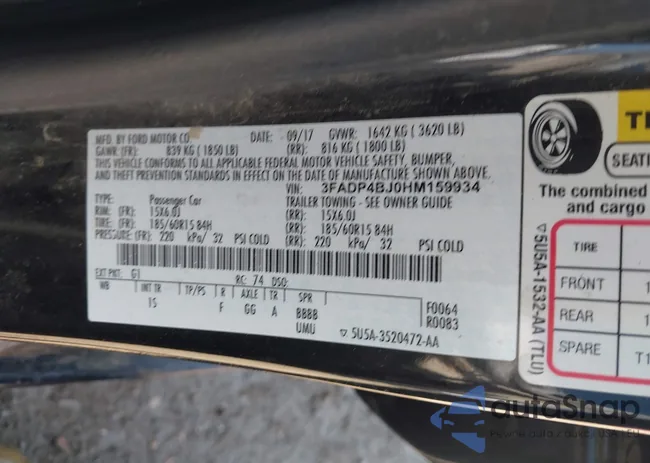 MFD. BY FORD MOTOR CO.
DATE: 09/17 GVWR: 1642 KG ( 3620 LB)
GAWR (FR): 839 KG ( 1850 LB) (RR): 816 KG ( 1800 LB)
THIS VEHICLE CONFORMS TO ALL APPLICABLE FEDERAL MOTOR VEHICLE SAFETY, BUMPER,
AND THEFT PREVENTION STANDARDS IN EFFECT ON THE DATE OF MANUFACTURE SHOWN ABOVE.
VIN: 3FADP4BJ0HM159934
TYPE: Passenger Car TRAILER TOWING - SEE OWNER GUIDE
RIM: (FR): 15X6.0J (RR): 15X6.0J
TIRE: (FR): 185/60R15 84H (RR): 185/60R15 84H
PRESSURE: (FR): 220 kPa/ 32 PSI COLD (RR): 220 kPa/ 32 PSI COLD
EXT PNT: G1 RC: 74 DSO:
WB INT TR TP/PS R AXLE TR SPR
IS F GG A BBBB F0064
UMU R0083
▽ 5U5A-3520472-AA
SEATI
The combined
and cargo
TIRE
FRONT 1
REAR 1
SPARE T1
▽5U5A-1532-AA (TLU)
autoSnap